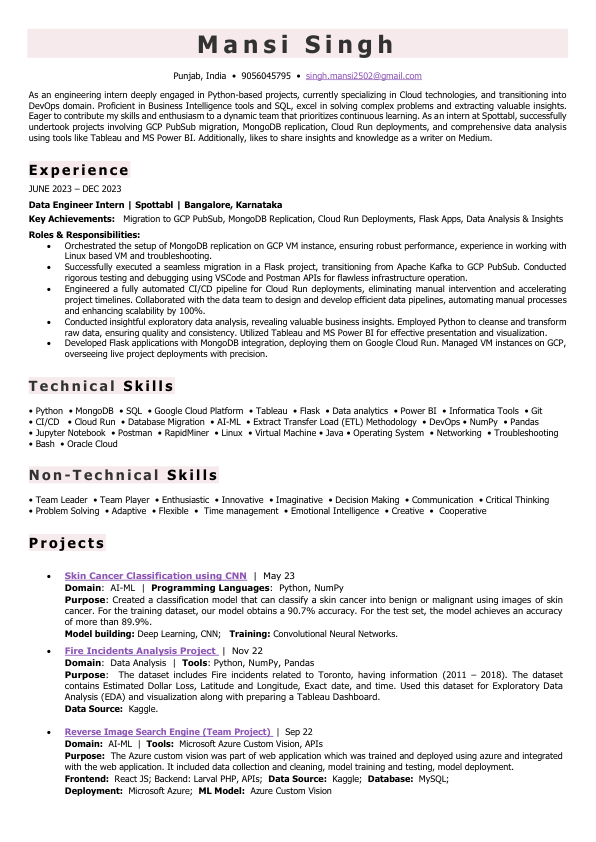 Mansi Singh
Punjab, India • 9056045795 • singh.mansi2502@gmail.com
As an engineering intern deeply engaged in Python-based projects, currently specializing in Cloud technologies, and transitioning into
DevOps domain. Proficient in Business Intelligence tools and SQL, excel in solving complex problems and extracting valuable insights.
Eager to contribute my skills and enthusiasm to a dynamic team that prioritizes continuous learning. As an intern at Spottabl, successfully
undertook projects involving GCP PubSub migration, MongoDB replication, Cloud Run deployments, and comprehensive data analysis
using tools like Tableau and MS Power BI. Additionally, likes to share insights and knowledge as a writer on Medium.
Experience
JUNE 2023 – DEC 2023
Data Engineer Intern | Spottabl | Bangalore, Karnataka
Key Achievements: Migration to GCP PubSub, MongoDB Replication, Cloud Run Deployments, Flask Apps, Data Analysis & Insights
Roles & Responsibilities:
• Orchestrated the setup of MongoDB replication on GCP VM instance, ensuring robust performance, experience in working with
Linux based VM and troubleshooting.
• Successfully executed a seamless migration in a Flask project, transitioning from Apache Kafka to GCP PubSub. Conducted
rigorous testing and debugging using VSCode and Postman APIs for flawless infrastructure operation.
• Engineered a fully automated CI/CD pipeline for Cloud Run deployments, eliminating manual intervention and accelerating
project timelines. Collaborated with the data team to design and develop efficient data pipelines, automating manual processes
and enhancing scalability by 100%.
• Conducted insightful exploratory data analysis, revealing valuable business insights. Employed Python to cleanse and transform
raw data, ensuring quality and consistency. Utilized Tableau and MS Power BI for effective presentation and visualization.
• Developed Flask applications with MongoDB integration, deploying them on Google Cloud Run. Managed VM instances on GCP,
overseeing live project deployments with precision.
Technical Skills
• Python • MongoDB • SQL • Google Cloud Platform • Tableau • Flask • Data analytics • Power BI • Informatica Tools • Git
• CI/CD • Cloud Run • Database Migration • AI-ML • Extract Transfer Load (ETL) Methodology • DevOps • NumPy • Pandas
• Jupyter Notebook • Postman • RapidMiner • Linux • Virtual Machine • Java • Operating System • Networking • Troubleshooting
• Bash • Oracle Cloud
Non-Technical Skills
• Team Leader • Team Player • Enthusiastic • Innovative • Imaginative • Decision Making • Communication • Critical Thinking
• Problem Solving • Adaptive • Flexible • Time management • Emotional Intelligence • Creative • Cooperative
Projects
• Skin Cancer Classification using CNN | May 23
Domain: AI-ML | Programming Languages: Python, NumPy
Purpose: Created a classification model that can classify a skin cancer into benign or malignant using images of skin
cancer. For the training dataset, our model obtains a 90.7% accuracy. For the test set, the model achieves an accuracy
of more than 89.9%.
Model building: Deep Learning, CNN; Training: Convolutional Neural Networks.
• Fire Incidents Analysis Project | Nov 22
Domain: Data Analysis | Tools: Python, NumPy, Pandas
Purpose: The dataset includes Fire incidents related to Toronto, having information (2011 – 2018). The dataset
contains Estimated Dollar Loss, Latitude and Longitude, Exact date, and time. Used this dataset for Exploratory Data
Analysis (EDA) and visualization along with preparing a Tableau Dashboard.
Data Source: Kaggle.
• Reverse Image Search Engine (Team Project) | Sep 22
Domain: AI-ML | Tools: Microsoft Azure Custom Vision, APIs
Purpose: The Azure custom vision was part of web application which was trained and deployed using azure and integrated
with the web application. It included data collection and cleaning, model training and testing, model deployment.
Frontend: React JS; Backend: Larval PHP, APIs; Data Source: Kaggle; Database: MySQL;
Deployment: Microsoft Azure; ML Model: Azure Custom Vision